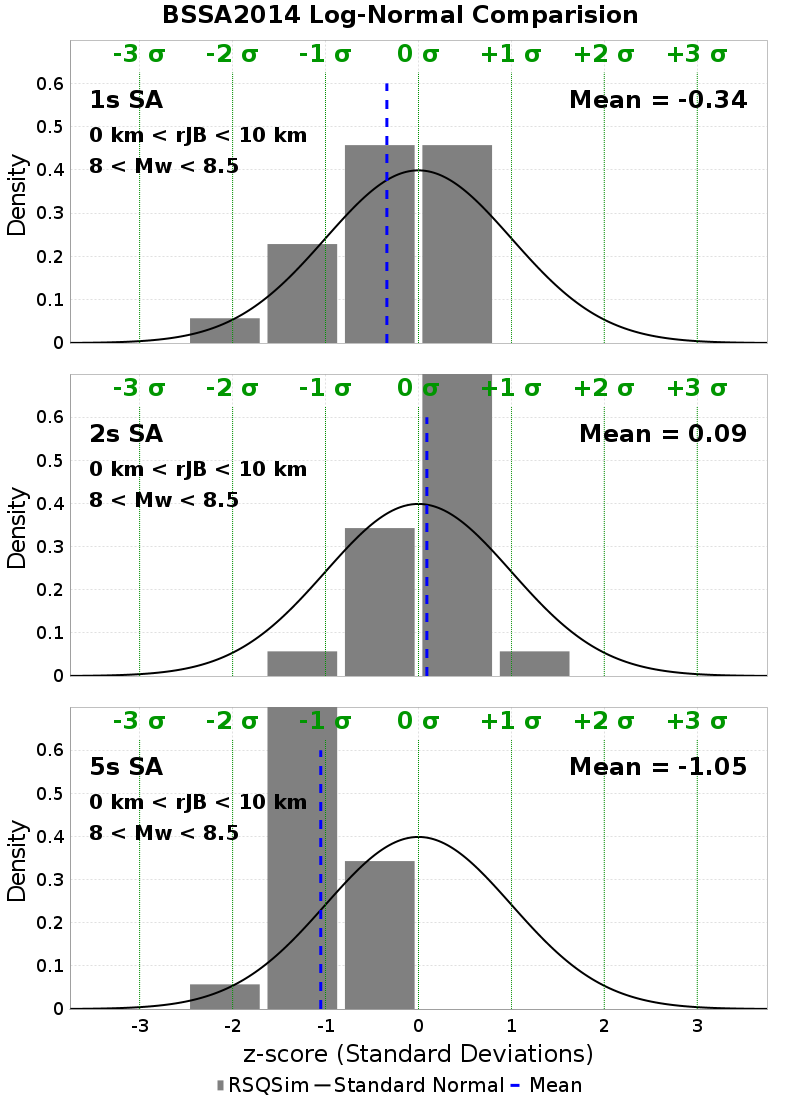 BSSA2014 Log-Normal Comparision
-3 σ -2 σ -1 σ 0 σ +1 σ +2 σ +3 σ
0.6
1s SA Mean = -0.34
0.5
0 km < rJB < 10 km
8 < Mw < 8.5
0.4
0.3
0.2
0.1
0
Density
-3 σ -2 σ -1 σ 0 σ +1 σ +2 σ +3 σ
0.6
2s SA Mean = 0.09
0.5
0 km < rJB < 10 km
8 < Mw < 8.5
0.4
0.3
0.2
0.1
0
Density
-3 σ -2 σ -1 σ 0 σ +1 σ +2 σ +3 σ
0.6
5s SA Mean = -1.05
0.5
0 km < rJB < 10 km
8 < Mw < 8.5
0.4
0.3
0.2
0.1
0
Density
-3 -2 -1 0 1 2 3
z-score (Standard Deviations)
RSQSim Standard Normal Mean